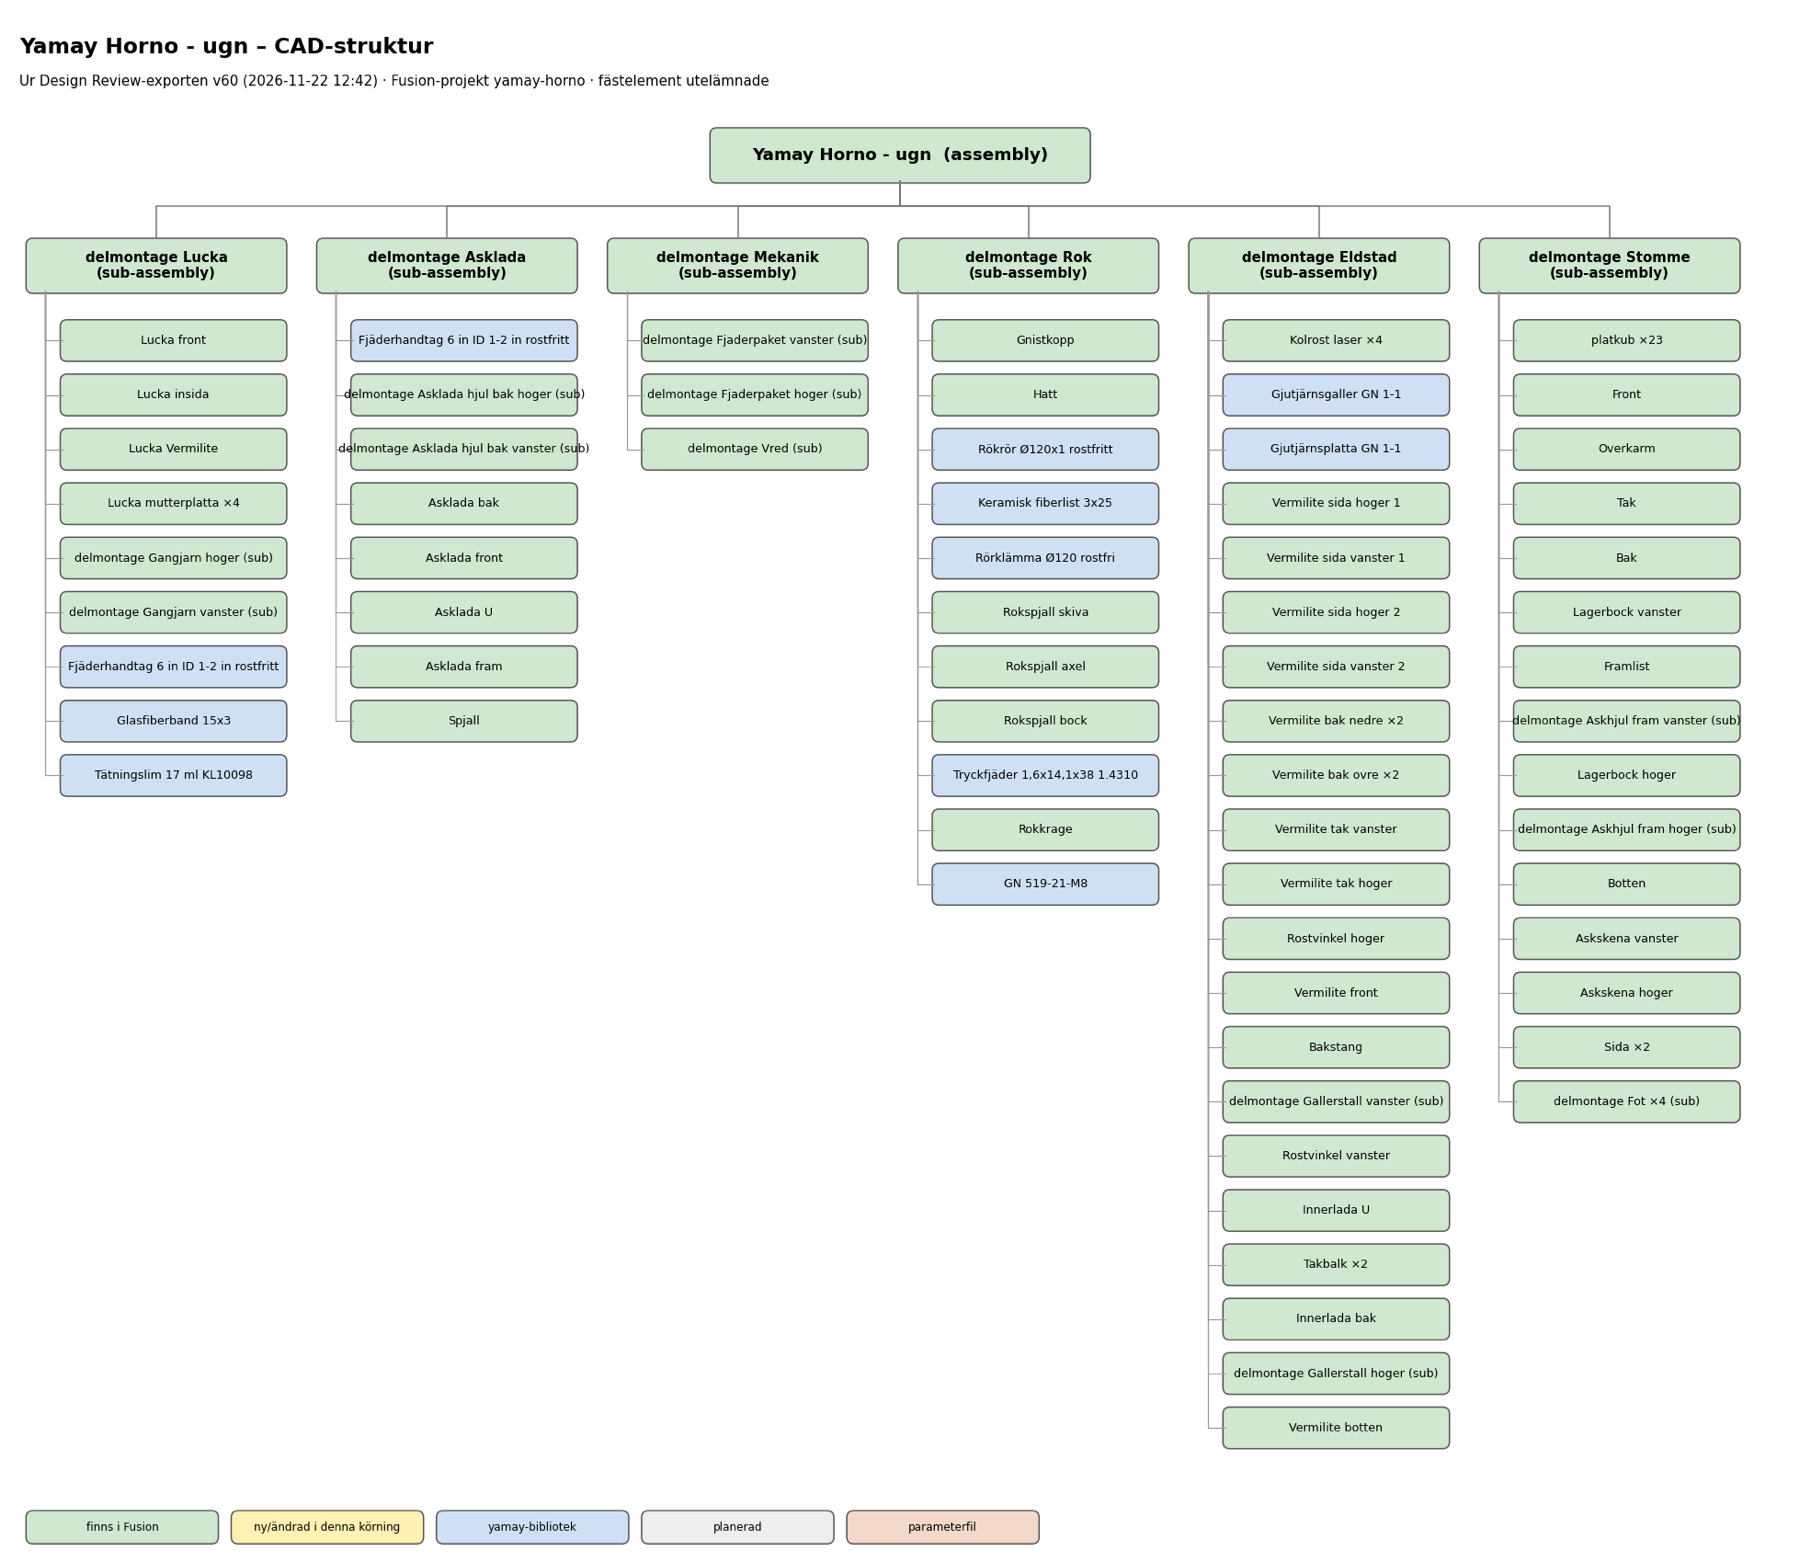 Yamay Horno - ugn – CAD-struktur
Ur Design Review-exporten v60 (2026-11-22 12:42) · Fusion-projekt yamay-horno · fästelement utelämnade
Yamay Horno - ugn  (assembly)
delmontage Lucka
(sub-assembly)
Lucka front
Lucka insida
Lucka Vermilite
Lucka mutterplatta ×4
delmontage Gangjarn hoger (sub)
delmontage Gangjarn vanster (sub)
Fjäderhandtag 6 in ID 1-2 in rostfritt
Glasfiberband 15x3
Tätningslim 17 ml KL10098
delmontage Asklada
(sub-assembly)
Fjäderhandtag 6 in ID 1-2 in rostfritt
delmontage Asklada hjul bak hoger (sub)
delmontage Asklada hjul bak vanster (sub)
Asklada bak
Asklada front
Asklada U
Asklada fram
Spjall
delmontage Mekanik
(sub-assembly)
delmontage Fjaderpaket vanster (sub)
delmontage Fjaderpaket hoger (sub)
delmontage Vred (sub)
delmontage Rok
(sub-assembly)
Gnistkopp
Hatt
Rökrör Ø120x1 rostfritt
Keramisk fiberlist 3x25
Rörklämma Ø120 rostfri
Rokspjall skiva
Rokspjall axel
Rokspjall bock
Tryckfjäder 1,6x14,1x38 1.4310
Rokkrage
GN 519-21-M8
delmontage Eldstad
(sub-assembly)
Kolrost laser ×4
Gjutjärnsgaller GN 1-1
Gjutjärnsplatta GN 1-1
Vermilite sida hoger 1
Vermilite sida vanster 1
Vermilite sida hoger 2
Vermilite sida vanster 2
Vermilite bak nedre ×2
Vermilite bak ovre ×2
Vermilite tak vanster
Vermilite tak hoger
Rostvinkel hoger
Vermilite front
Bakstang
delmontage Gallerstall vanster (sub)
Rostvinkel vanster
Innerlada U
Takbalk ×2
Innerlada bak
delmontage Gallerstall hoger (sub)
Vermilite botten
delmontage Stomme
(sub-assembly)
platkub ×23
Front
Overkarm
Tak
Bak
Lagerbock vanster
Framlist
delmontage Askhjul fram vanster (sub)
Lagerbock hoger
delmontage Askhjul fram hoger (sub)
Botten
Askskena vanster
Askskena hoger
Sida ×2
delmontage Fot ×4 (sub)
finns i Fusion
ny/ändrad i denna körning
yamay-bibliotek
planerad
parameterfil